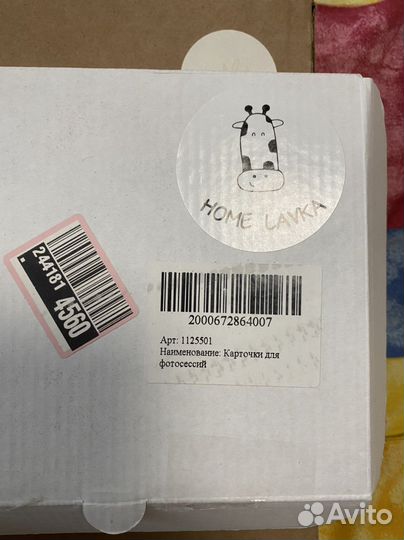 HOME LAVKA
244181 4560
2000672864007
Арт: 1125501
Наименование: Карточки для
фотосессий
Avito